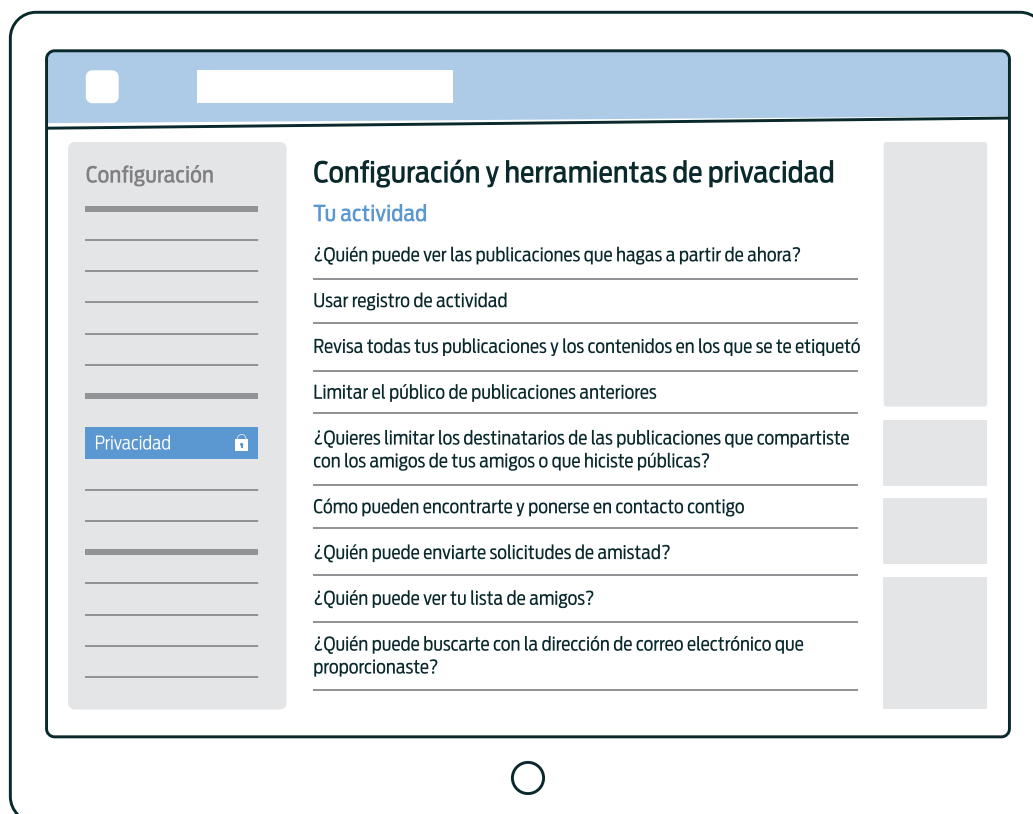 Configuración
Privacidad
Configuración y herramientas de privacidad
Tu actividad
¿Quién puede ver las publicaciones que hagas a partir de ahora?
Usar registro de actividad
Revisa todas tus publicaciones y los contenidos en los que se te etiquetó
Limitar el público de publicaciones anteriores
¿Quieres limitar los destinatarios de las publicaciones que compartiste
con los amigos de tus amigos o que hiciste públicas?
Cómo pueden encontrarte y ponerse en contacto contigo
¿Quién puede enviarte solicitudes de amistad?
¿Quién puede ver tu lista de amigos?
¿Quién puede buscarte con la dirección de correo electrónico que
proporcionaste?